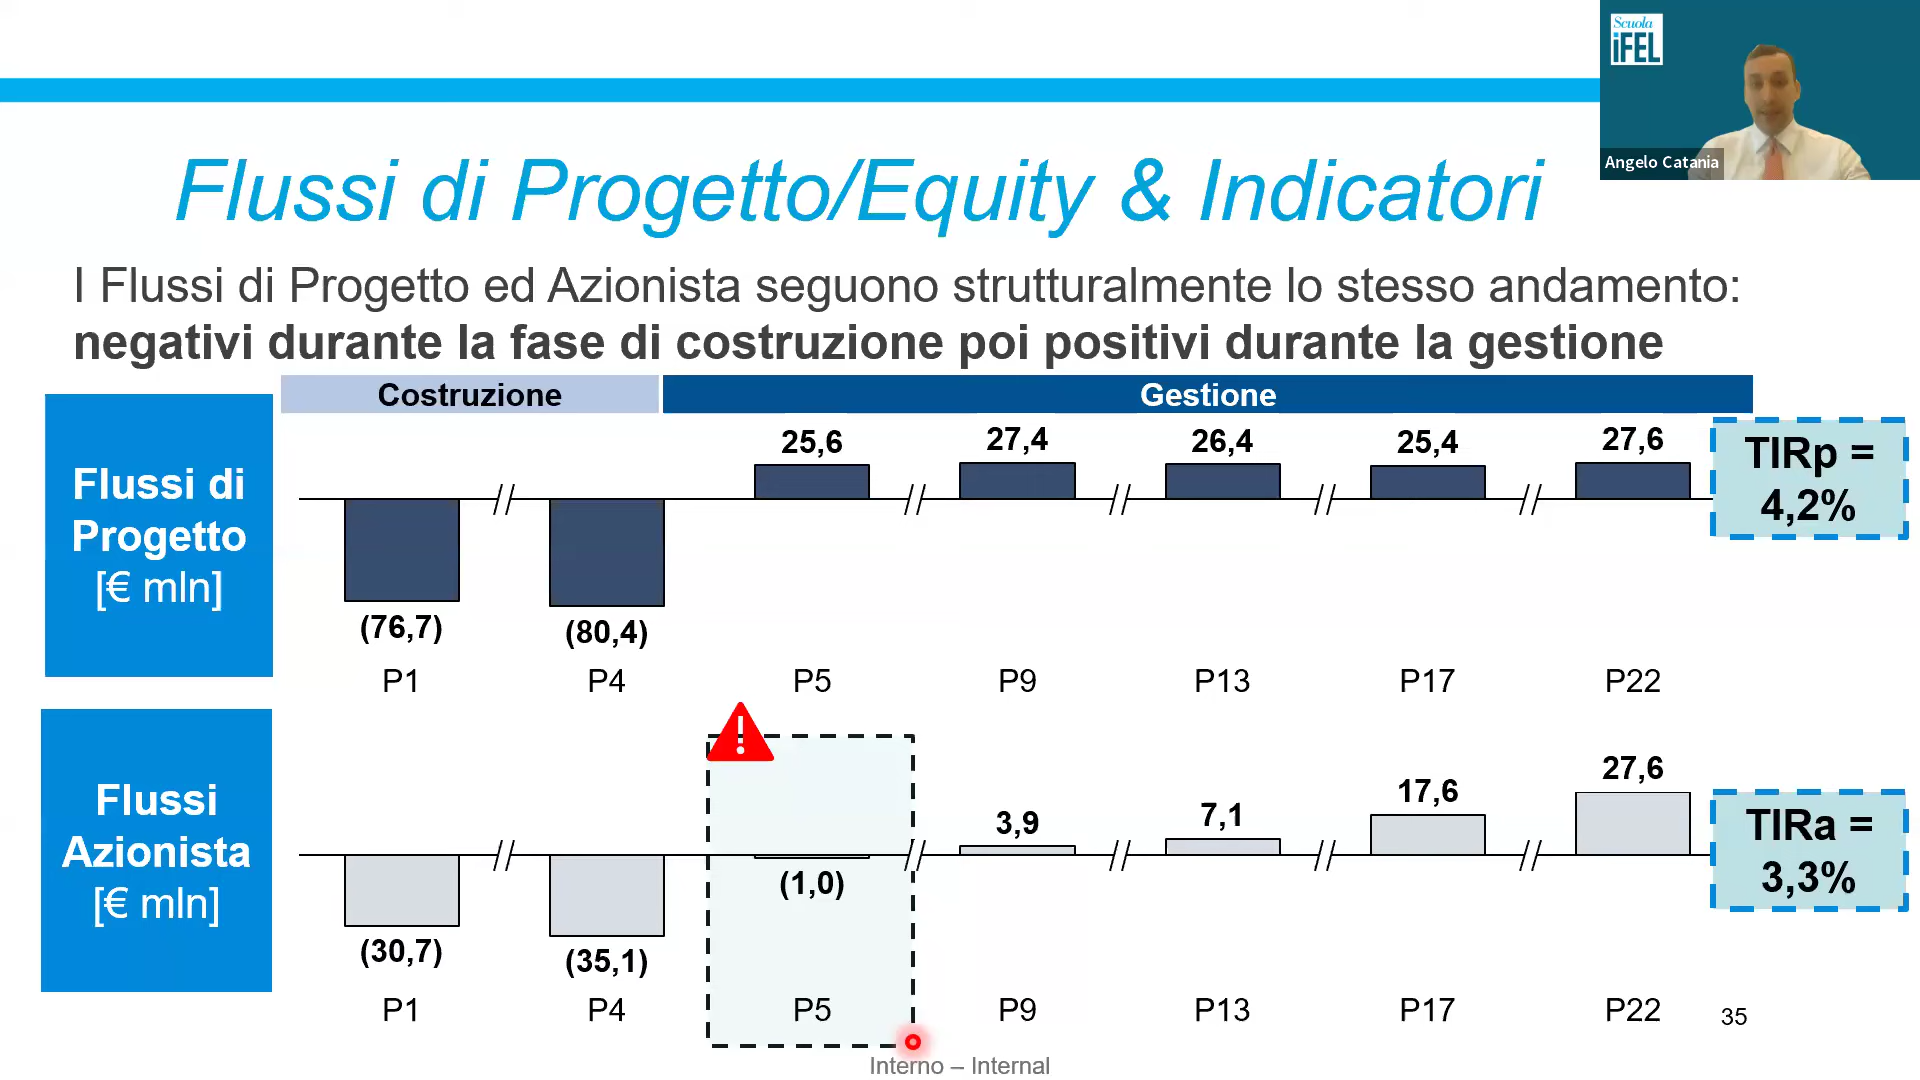 Scuola
iFEL
Angelo Catania
Flussi di Progetto/Equity & Indicatori
I Flussi di Progetto ed Azionista seguono strutturalmente lo stesso andamento:
negativi durante la fase di costruzione poi positivi durante la gestione
Costruzione
Gestione
Flussi di
Progetto
[€ mln]
25,6
27,4
26,4
25,4
27,6
(76,7)
(80,4)
P1
P4
P5
P9
P13
P17
P22
TIRp =
4,2%
Flussi
Azionista
[€ mln]
!
(30,7)
(35,1)
(1,0)
3,9
7,1
17,6
27,6
P1
P4
P5
P9
P13
P17
P22
TIRa =
3,3%
35
Interno – Internal